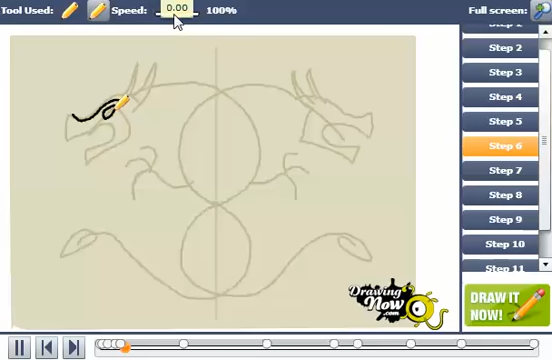 Tool Used: Speed: 0.00 100% Full screen:
Step 2
Step 3
Step 4
Step 5
Step 6
Step 7
Step 8
Step 9
Step 10
Step 11
Drawing
Now
.com
DRAW IT
NOW!